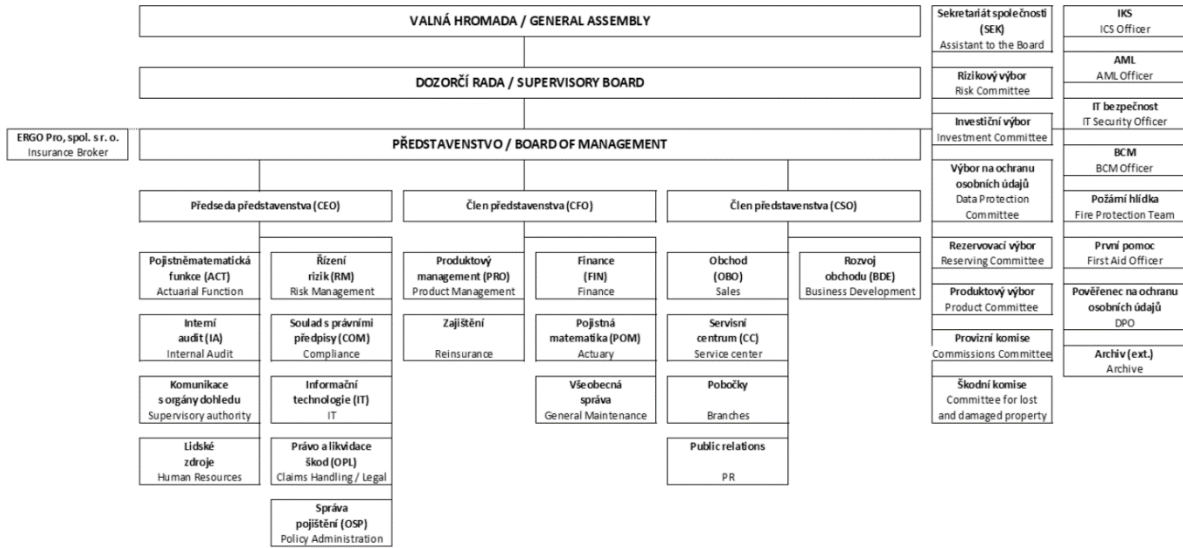 VALNÁ HROMADA / GENERAL ASSEMBLY
DOZORČÍ RADA / SUPERVISORY BOARD
ERGO Pro, spol. s r. o.
Insurance Broker
PŘEDSTAVENSTVO / BOARD OF MANAGEMENT
Předseda představenstva (CEO)
Člen představenstva (CFO)
Člen představenstva (CSO)
Pojistněmatematická
funkce (ACT)
Actuarial Function
Interní
audit (IA)
Internal Audit
Komunikace
s orgány dohledu
Supervisory authority
Lidské
zdroje
Human Resources
Řízení
rizik (RM)
Risk Management
Soulad s právními
předpisy (COM)
Compliance
Informační
technologie (IT)
IT
Právo a likvidace
škod (OPL)
Claims Handling / Legal
Správa
pojištění (OSP)
Policy Administration
Produktový
management (PRO)
Product Management
Zajištění
Reinsurance
Finance
(FIN)
Finance
Pojistná
matematika (POM)
Actuary
Všeobecná
správa
General Maintenance
Obchod
(OBO)
Sales
Servisní
centrum (CC)
Service center
Pobočky
Branches
Public relations
PR
Rozvoj
obchodu (BDE)
Business Development
Sekretariát společnosti
(SEK)
Assistant to the Board
Rizikový výbor
Risk Committee
Investiční výbor
Investment Committee
Výbor na ochranu
osobních údajů
Data Protection
Committee
Rezervovací výbor
Reserving Committee
Produktový výbor
Product Committee
Provizní komise
Commissions Committee
Škodní komise
Committee for lost
and damaged property
IKS
ICS Officer
AML
AML Officer
IT bezpečnost
IT Security Officer
BCM
BCM Officer
Požární hlídka
Fire Protection Team
První pomoc
First Aid Officer
Pověřenec na ochranu
osobních údajů
DPO
Archiv (ext.)
Archive